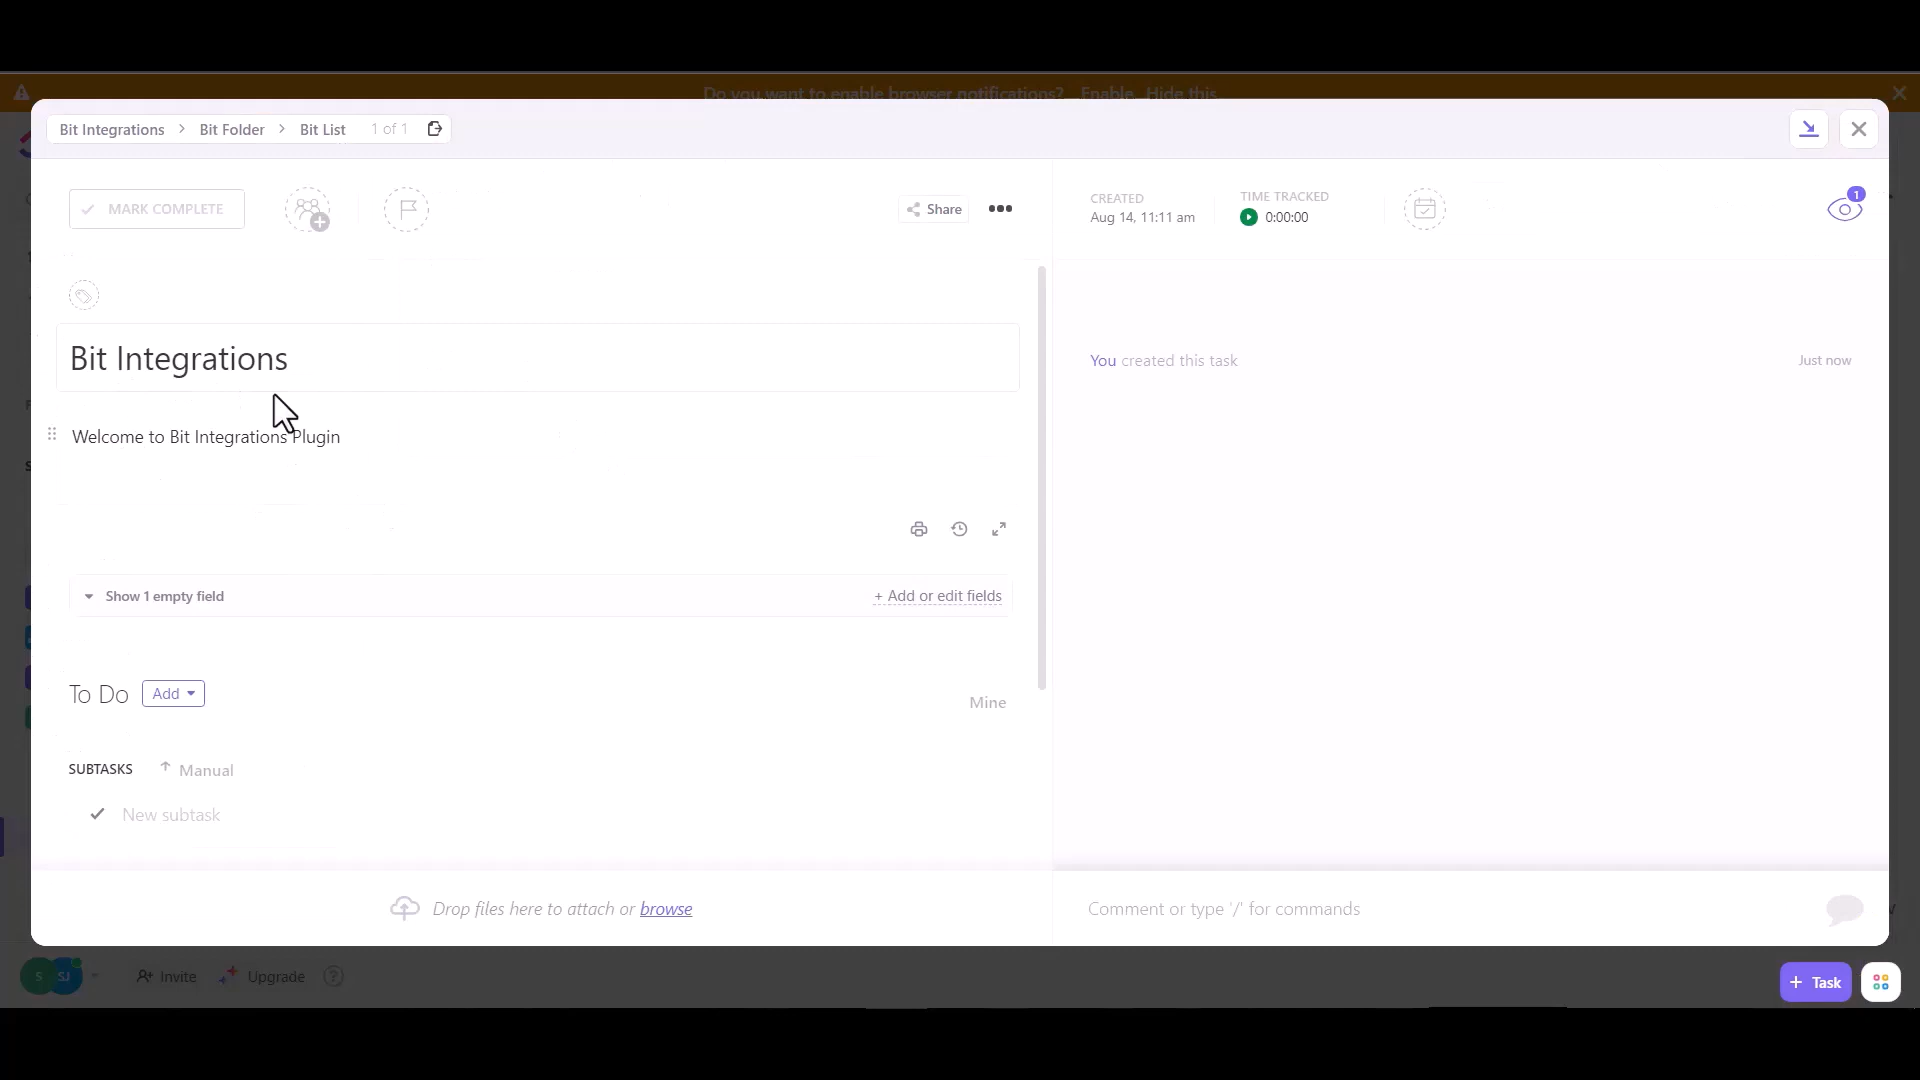 Do you want to enable browser notifications? Enable Hide this
Bit Integrations > Bit Folder > Bit List 1 of 1
MARK COMPLETE
Share
CREATED
Aug 14, 11:11 am
TIME TRACKED
0:00:00
1
Bit Integrations
You created this task
Just now
Welcome to Bit Integrations Plugin
Show 1 empty field
+ Add or edit fields
To Do
Add
Mine
SUBTASKS
Manual
New subtask
Drop files here to attach or browse
Comment or type '/' for commands
S
SJ
Invite
Upgrade
?
+ Task